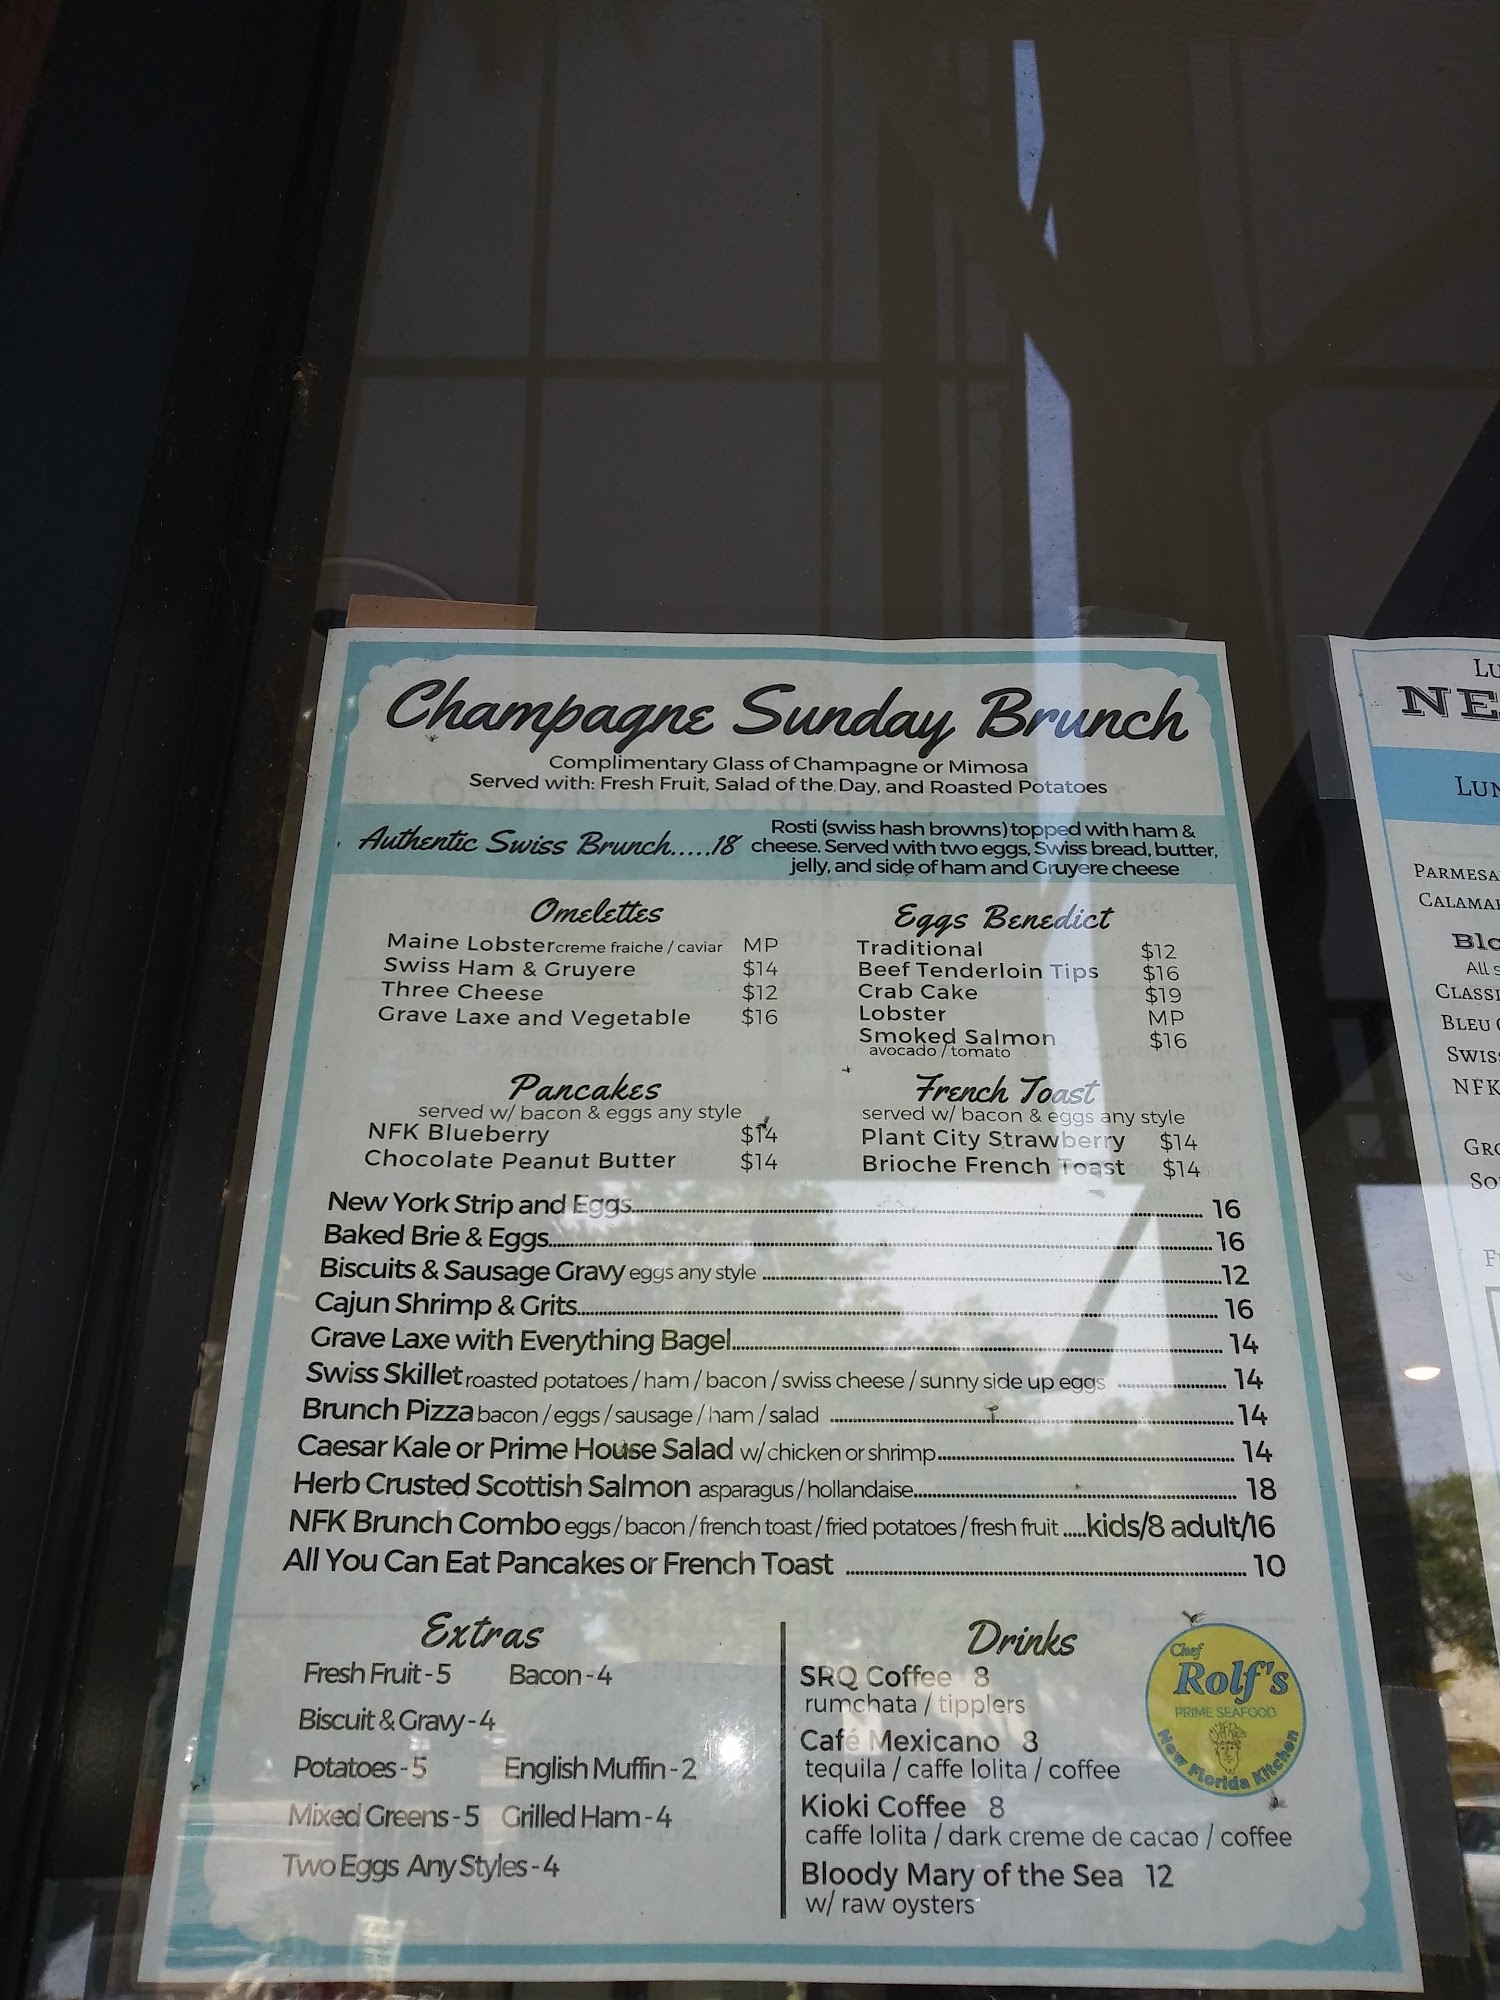 Champagne Sunday Brunch
Complimentary Glass of Champagne or Mimosa
Served with: Fresh Fruit, Salad of the Day, and Roasted Potatoes
Authentic Swiss Brunch.....18
Rosti (swiss hash browns) topped with ham &
cheese. Served with two eggs, Swiss bread, butter,
jelly, and side of ham and Gruyere cheese
Omelettes
Maine Lobster creme fraiche / caviar MP
Swiss Ham & Gruyere $14
Three Cheese $12
Grave Laxe and Vegetable $16
Eggs Benedict
Traditional $12
Beef Tenderloin Tips $16
Crab Cake $19
Lobster MP
Smoked Salmon $16
avocado / tomato
Pancakes
served w/ bacon & eggs any style
NFK Blueberry $14
Chocolate Peanut Butter $14
French Toast
served w/ bacon & eggs any style
Plant City Strawberry $14
Brioche French Toast $14
New York Strip and Eggs 16
Baked Brie & Eggs 16
Biscuits & Sausage Gravy eggs any style 12
Cajun Shrimp & Grits 16
Grave Laxe with Everything Bagel 14
Swiss Skillet roasted potatoes / ham / bacon / swiss cheese / sunny side up eggs 14
Brunch Pizza bacon / eggs / sausage / ham / salad 14
Caesar Kale or Prime House Salad w/ chicken or shrimp 14
Herb Crusted Scottish Salmon asparagus / hollandaise 18
NFK Brunch Combo eggs / bacon / french toast / fried potatoes / fresh fruit .....kids/8 adult/16
All You Can Eat Pancakes or French Toast 10
Extras
Fresh Fruit - 5 Bacon - 4
Biscuit & Gravy - 4
Potatoes - 5 English Muffin - 2
Mixed Greens - 5 Grilled Ham - 4
Two Eggs Any Styles - 4
Drinks
SRQ Coffee 8
rumchata / tipplers
Café Mexicano 8
tequila / caffe lolita / coffee
Kioki Coffee 8
caffe lolita / dark creme de cacao / coffee
Bloody Mary of the Sea 12
w/ raw oysters
Chef
Rolf's
PRIME SEAFOOD
New Florida Kitchen
NFK